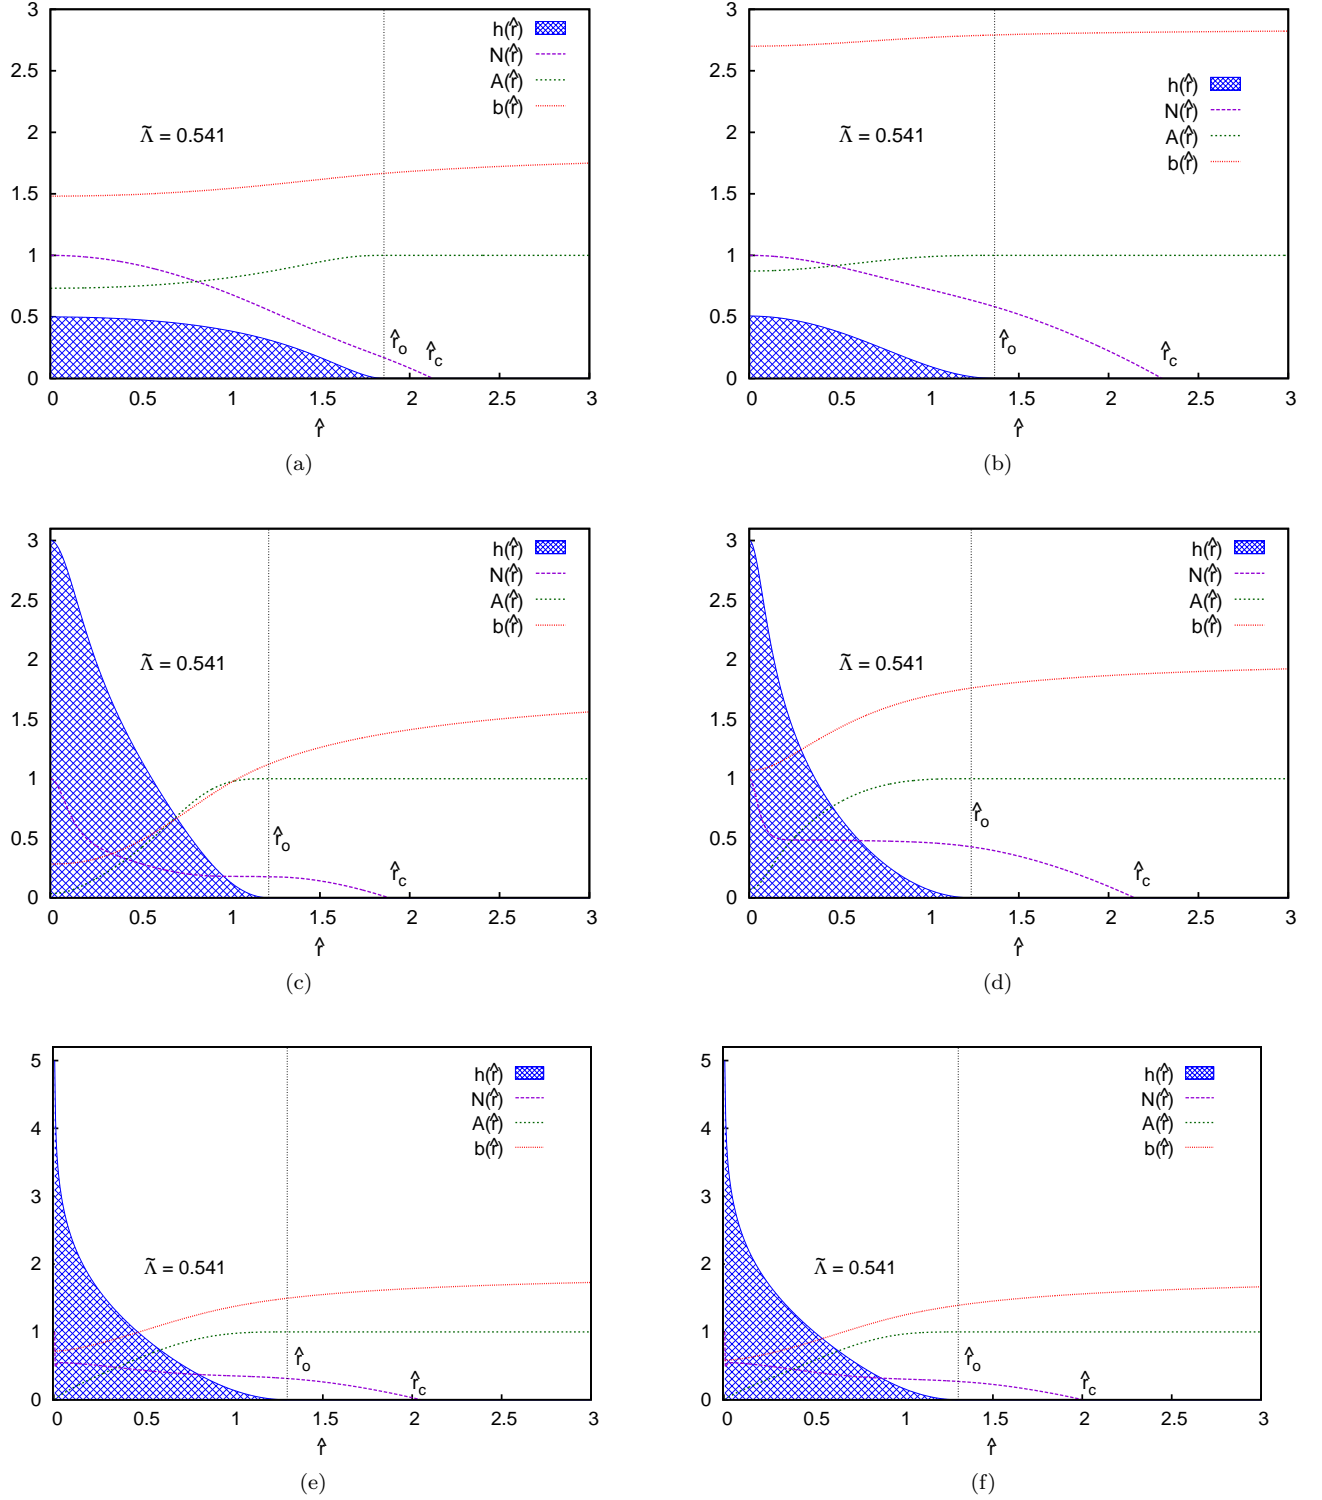 3
2.5
2
1.5
1
0.5
0
h(r̂)
N(r̂)
A(r̂)
b(r̂)
Λ̃ = 0.541
r̂o
r̂c
0 0.5 1 1.5 2 2.5 3
r̂
(a)
3
2.5
2
1.5
1
0.5
0
h(r̂)
N(r̂)
A(r̂)
b(r̂)
Λ̃ = 0.541
r̂o
r̂c
0 0.5 1 1.5 2 2.5 3
r̂
(b)
3
2.5
2
1.5
1
0.5
0
h(r̂)
N(r̂)
A(r̂)
b(r̂)
Λ̃ = 0.541
r̂o
r̂c
0 0.5 1 1.5 2 2.5 3
r̂
(c)
3
2.5
2
1.5
1
0.5
0
h(r̂)
N(r̂)
A(r̂)
b(r̂)
Λ̃ = 0.541
r̂o
r̂c
0 0.5 1 1.5 2 2.5 3
r̂
(d)
5
4
3
2
1
0
h(r̂)
N(r̂)
A(r̂)
b(r̂)
Λ̃ = 0.541
r̂o
r̂c
0 0.5 1 1.5 2 2.5 3
r̂
(e)
5
4
3
2
1
0
h(r̂)
N(r̂)
A(r̂)
b(r̂)
Λ̃ = 0.541
r̂o
r̂c
0 0.5 1 1.5 2 2.5 3
r̂
(f)